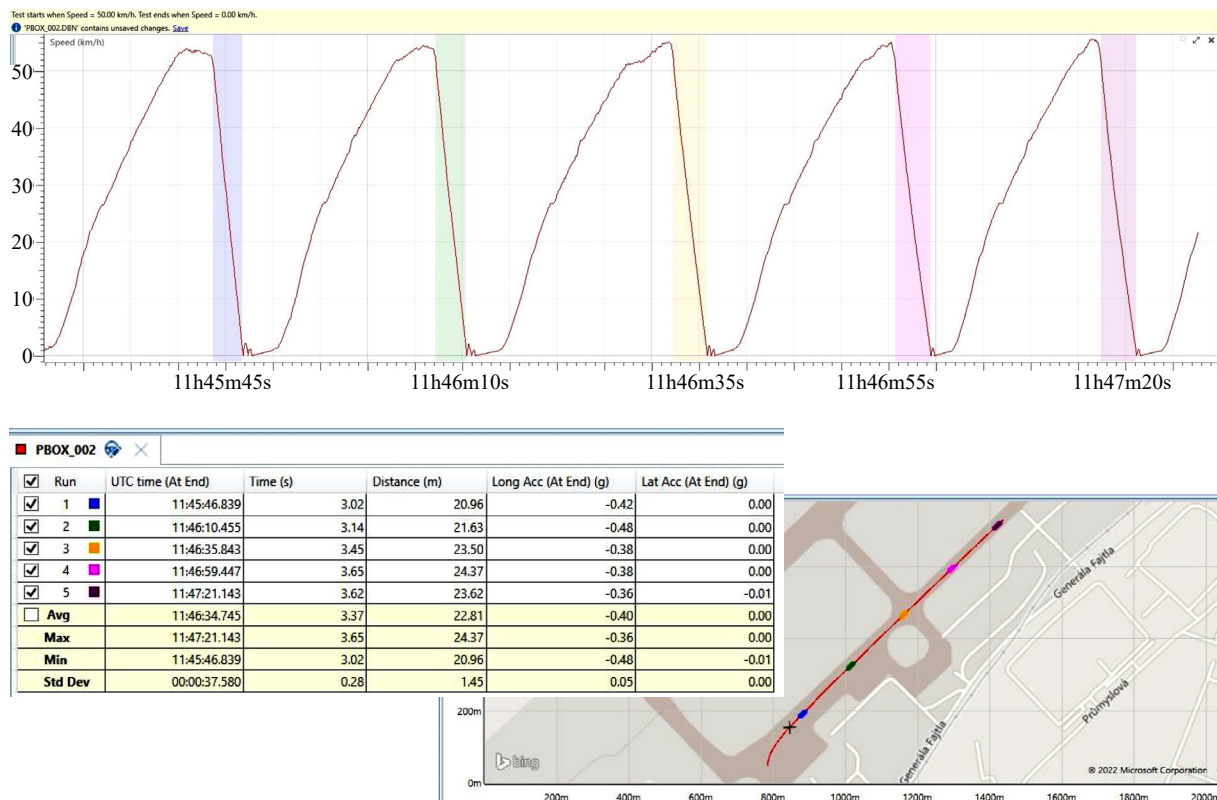 Test starts when Speed = 50.00 km/h. Test ends when Speed = 0.00 km/h.
'PBOX_002.DBN' contains unsaved changes. Save
Speed (km/h)
50
40
30
20
10
0
11h45m45s 11h46m10s 11h46m35s 11h46m55s 11h47m20s
PBOX_002
Run UTC time (At End) Time (s) Distance (m) Long Acc (At End) (g) Lat Acc (At End) (g)
1 11:45:46.839 3.02 20.96 -0.42 0.00
2 11:46:10.455 3.14 21.63 -0.48 0.00
3 11:46:35.843 3.45 23.50 -0.38 0.00
4 11:46:59.447 3.65 24.37 -0.38 0.00
5 11:47:21.143 3.62 23.62 -0.36 -0.01
Avg 11:46:34.745 3.37 22.81 -0.40 0.00
Max 11:47:21.143 3.65 24.37 -0.36 0.00
Min 11:45:46.839 3.02 20.96 -0.48 -0.01
Std Dev 00:00:37.580 0.28 1.45 0.05 0.00
Generála Fajtla
Průmyslová
Generála Fajtla
200m
0m
bing
© 2022 Microsoft Corporation
200m 400m 600m 800m 1000m 1200m 1400m 1600m 1800m 2000m